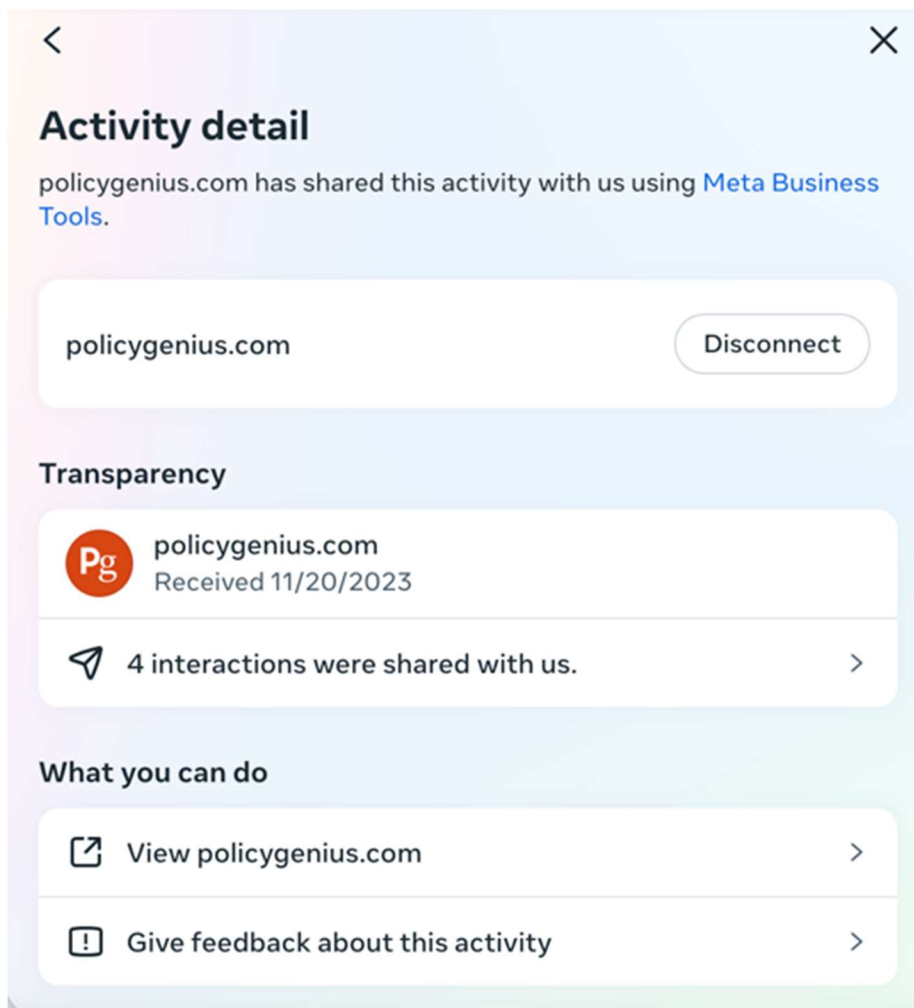 Activity detail
policygenius.com has shared this activity with us using Meta Business
Tools.
policygenius.com
Disconnect
Transparency
Pg
policygenius.com
Received 11/20/2023
4 interactions were shared with us.
What you can do
View policygenius.com
Give feedback about this activity